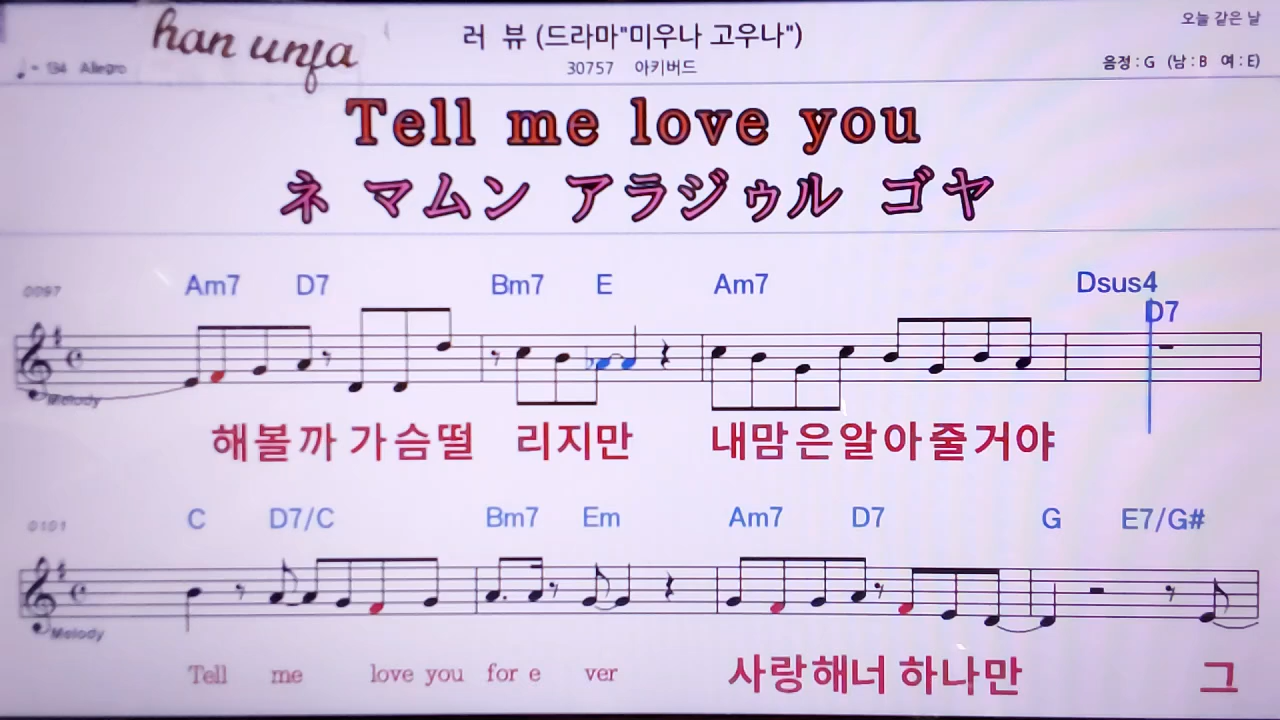 han unfa
러 뷰 (드라마"미우나 고우나")
오늘 같은 날
♩= 134 Allegro
30757 아키버드
음정 : G (남 : B 여 : E)
Tell me love you
ネ マムン アラジゥル ゴヤ
0097 Am7 D7 Bm7 E Am7 Dsus4
D7
Melody
해볼까 가슴떨 리지만 내맘은알아줄거야
0101 C D7/C Bm7 Em Am7 D7 G E7/G#
Melody
Tell me love you for e ver 사랑해너 하나만 그